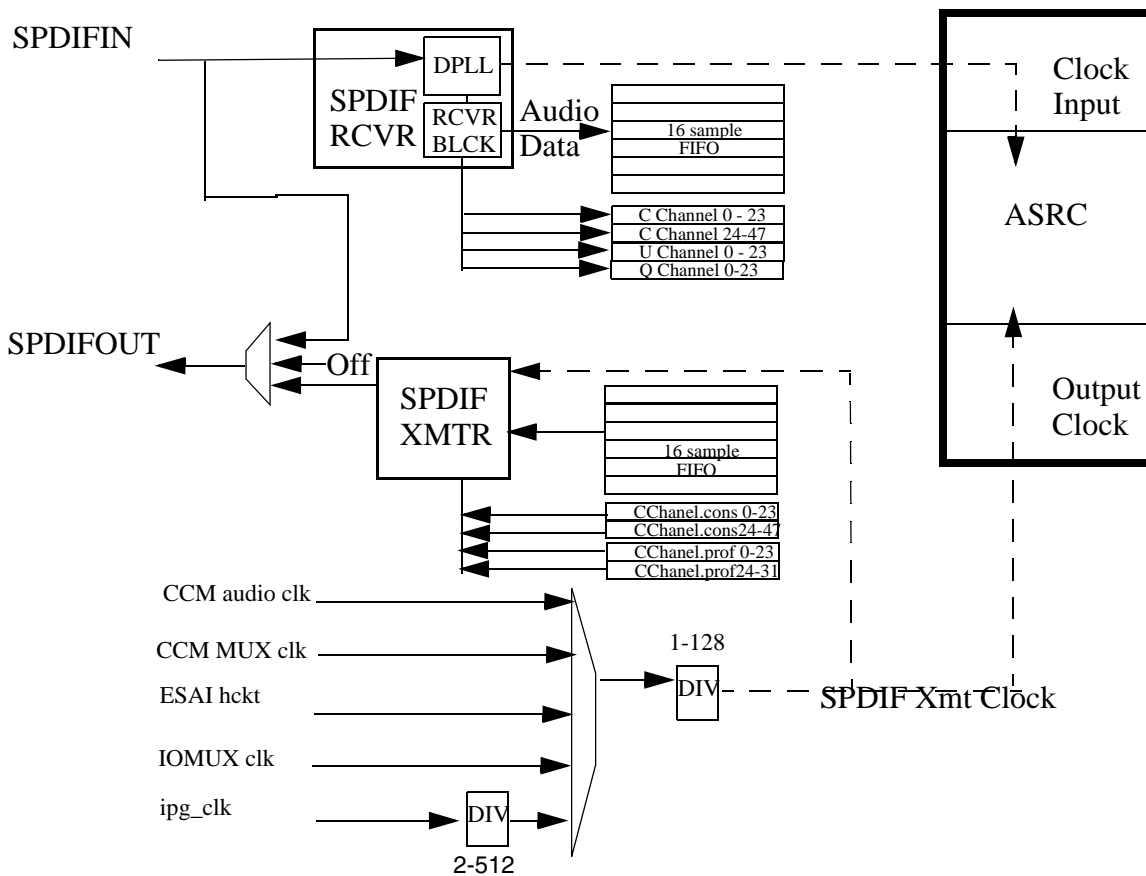 SPDIFIN
DPLL
SPDIF
RCVR
RCVR
BLCK
Audio
Data
16 sample
FIFO
C Channel 0 - 23
C Channel 24-47
U Channel 0 - 23
Q Channel 0-23
Clock
Input
ASRC
Output
Clock
SPDIFOUT
Off
SPDIF
XMTR
16 sample
FIFO
CChanel.cons 0-23
CChanel.cons24-47
CChanel.prof 0-23
CChanel.prof24-31
CCM audio clk
CCM MUX clk
ESAI hckt
IOMUX clk
ipg_clk
DIV
2-512
1-128
DIV
SPDIF Xmt Clock